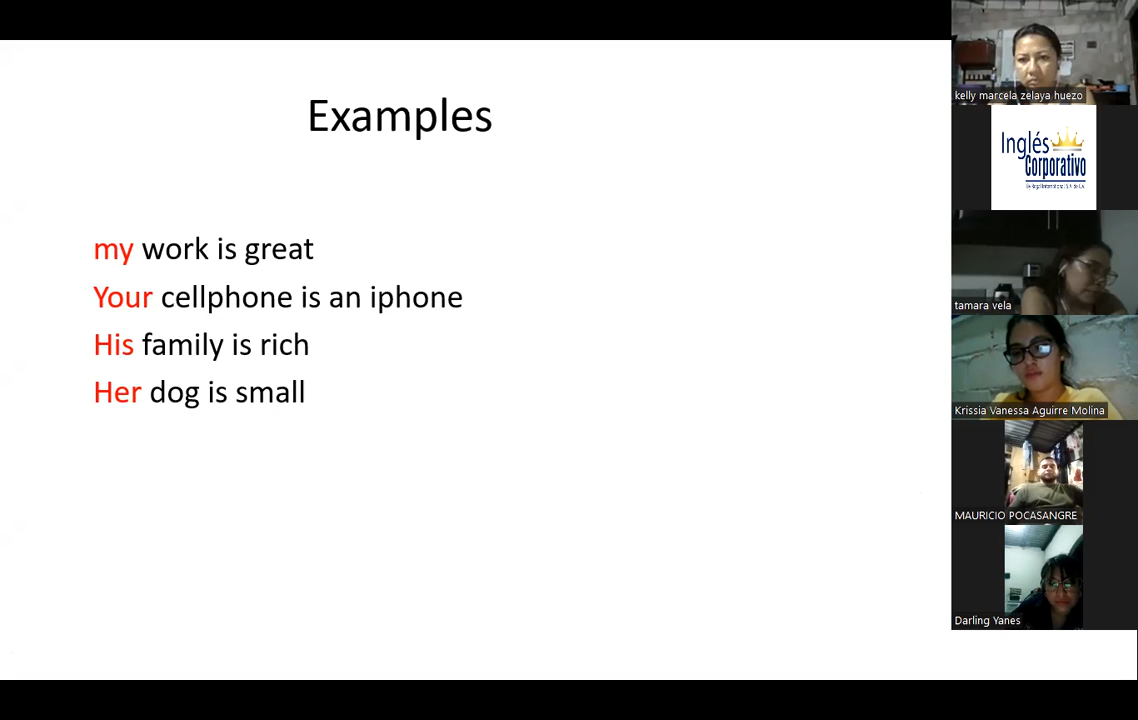 Examples
my work is great
Your cellphone is an iphone
His family is rich
Her dog is small
kelly marcela zelaya huezo
Inglés
Corporativo
tamara vela
Krissia Vanessa Aguirre Molina
MAURICIO POCASANGRE
Darling Yanes